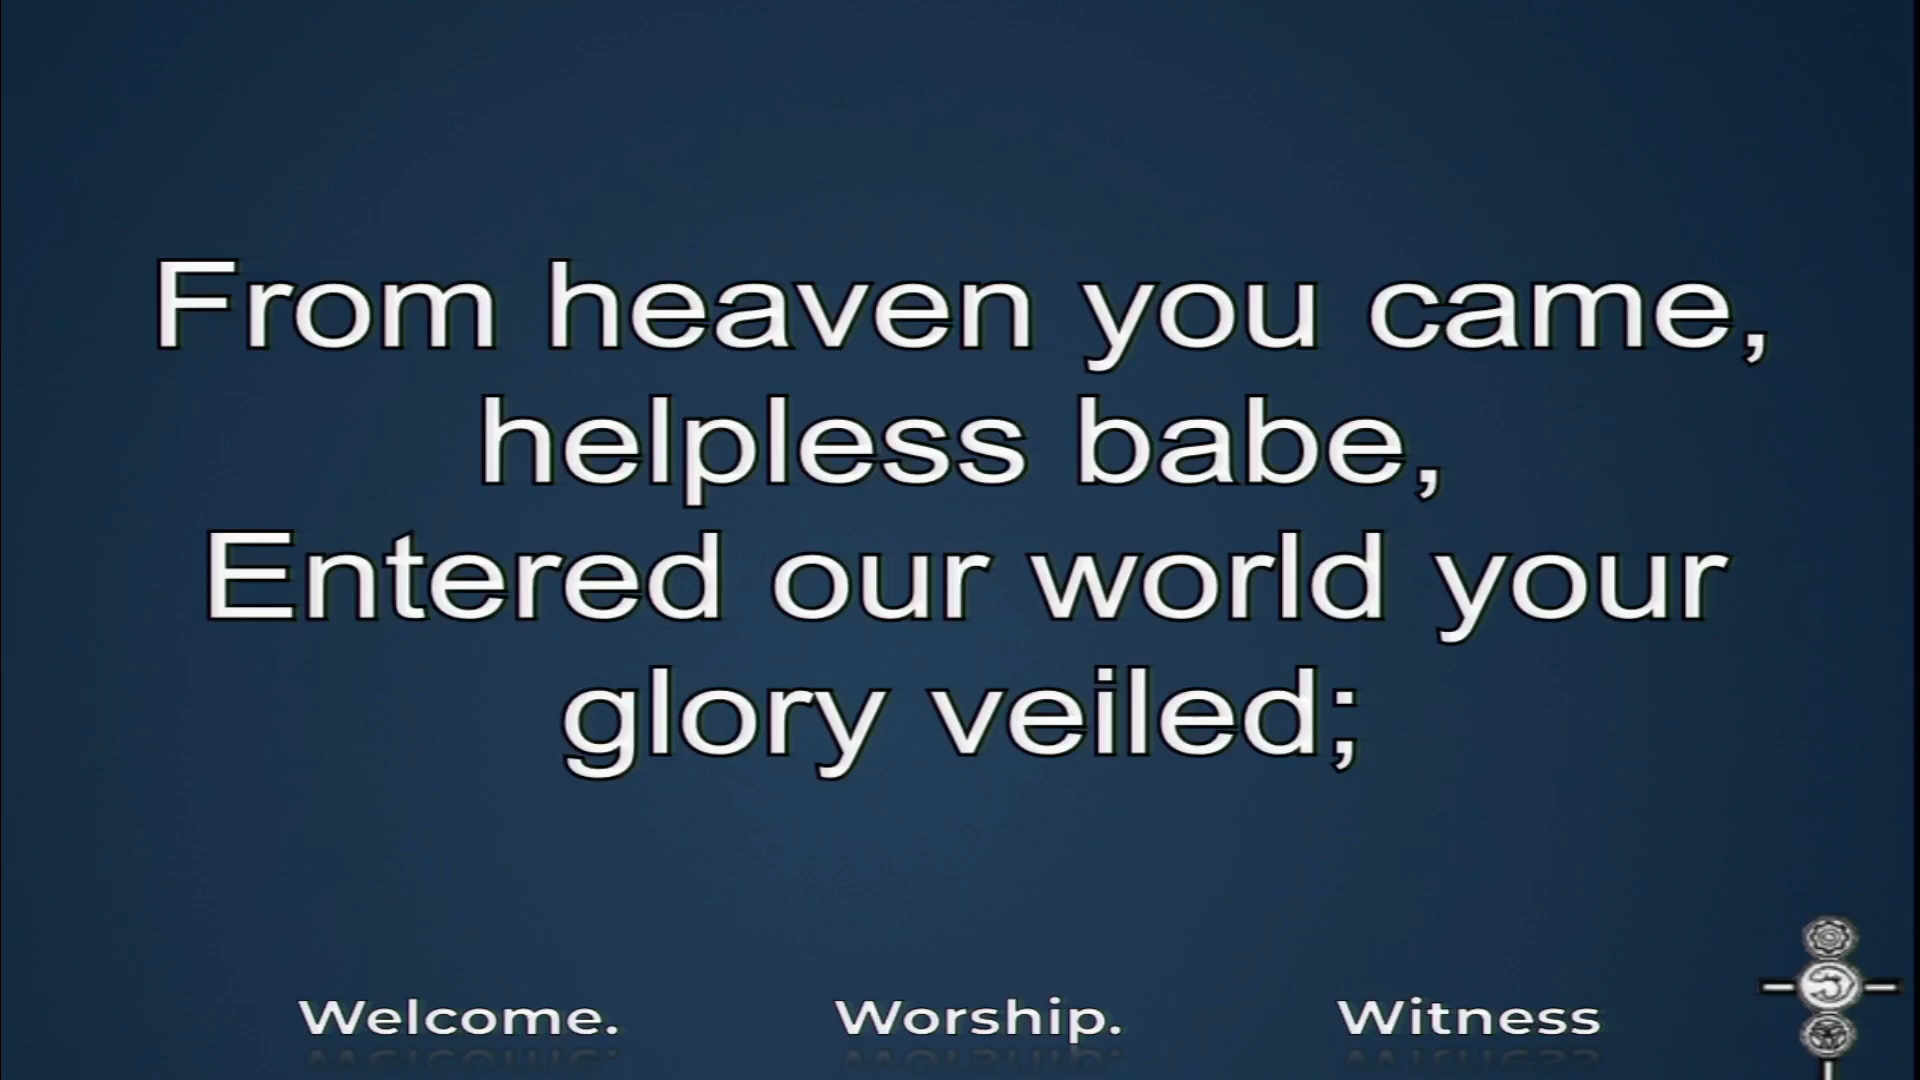 From heaven you came,
helpless babe,
Entered our world your
glory veiled;
Welcome. Worship. Witness